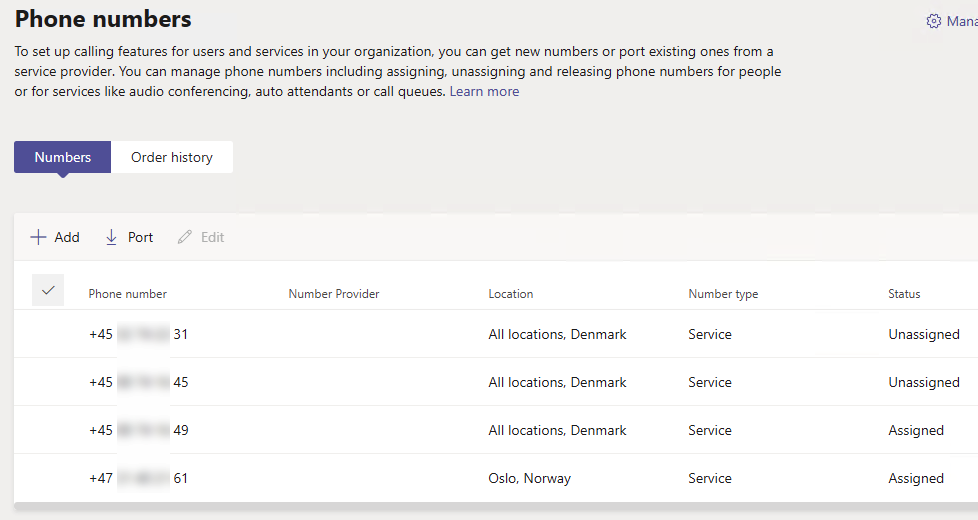 Phone numbers
Mana
To set up calling features for users and services in your organization, you can get new numbers or port existing ones from a
service provider. You can manage phone numbers including assigning, unassigning and releasing phone numbers for people
or for services like audio conferencing, auto attendants or call queues. Learn more
Numbers Order history
Add Port Edit
Phone number Number Provider Location Number type Status
+45 31 All locations, Denmark Service Unassigned
+45 45 All locations, Denmark Service Unassigned
+45 49 All locations, Denmark Service Assigned
+47 61 Oslo, Norway Service Assigned